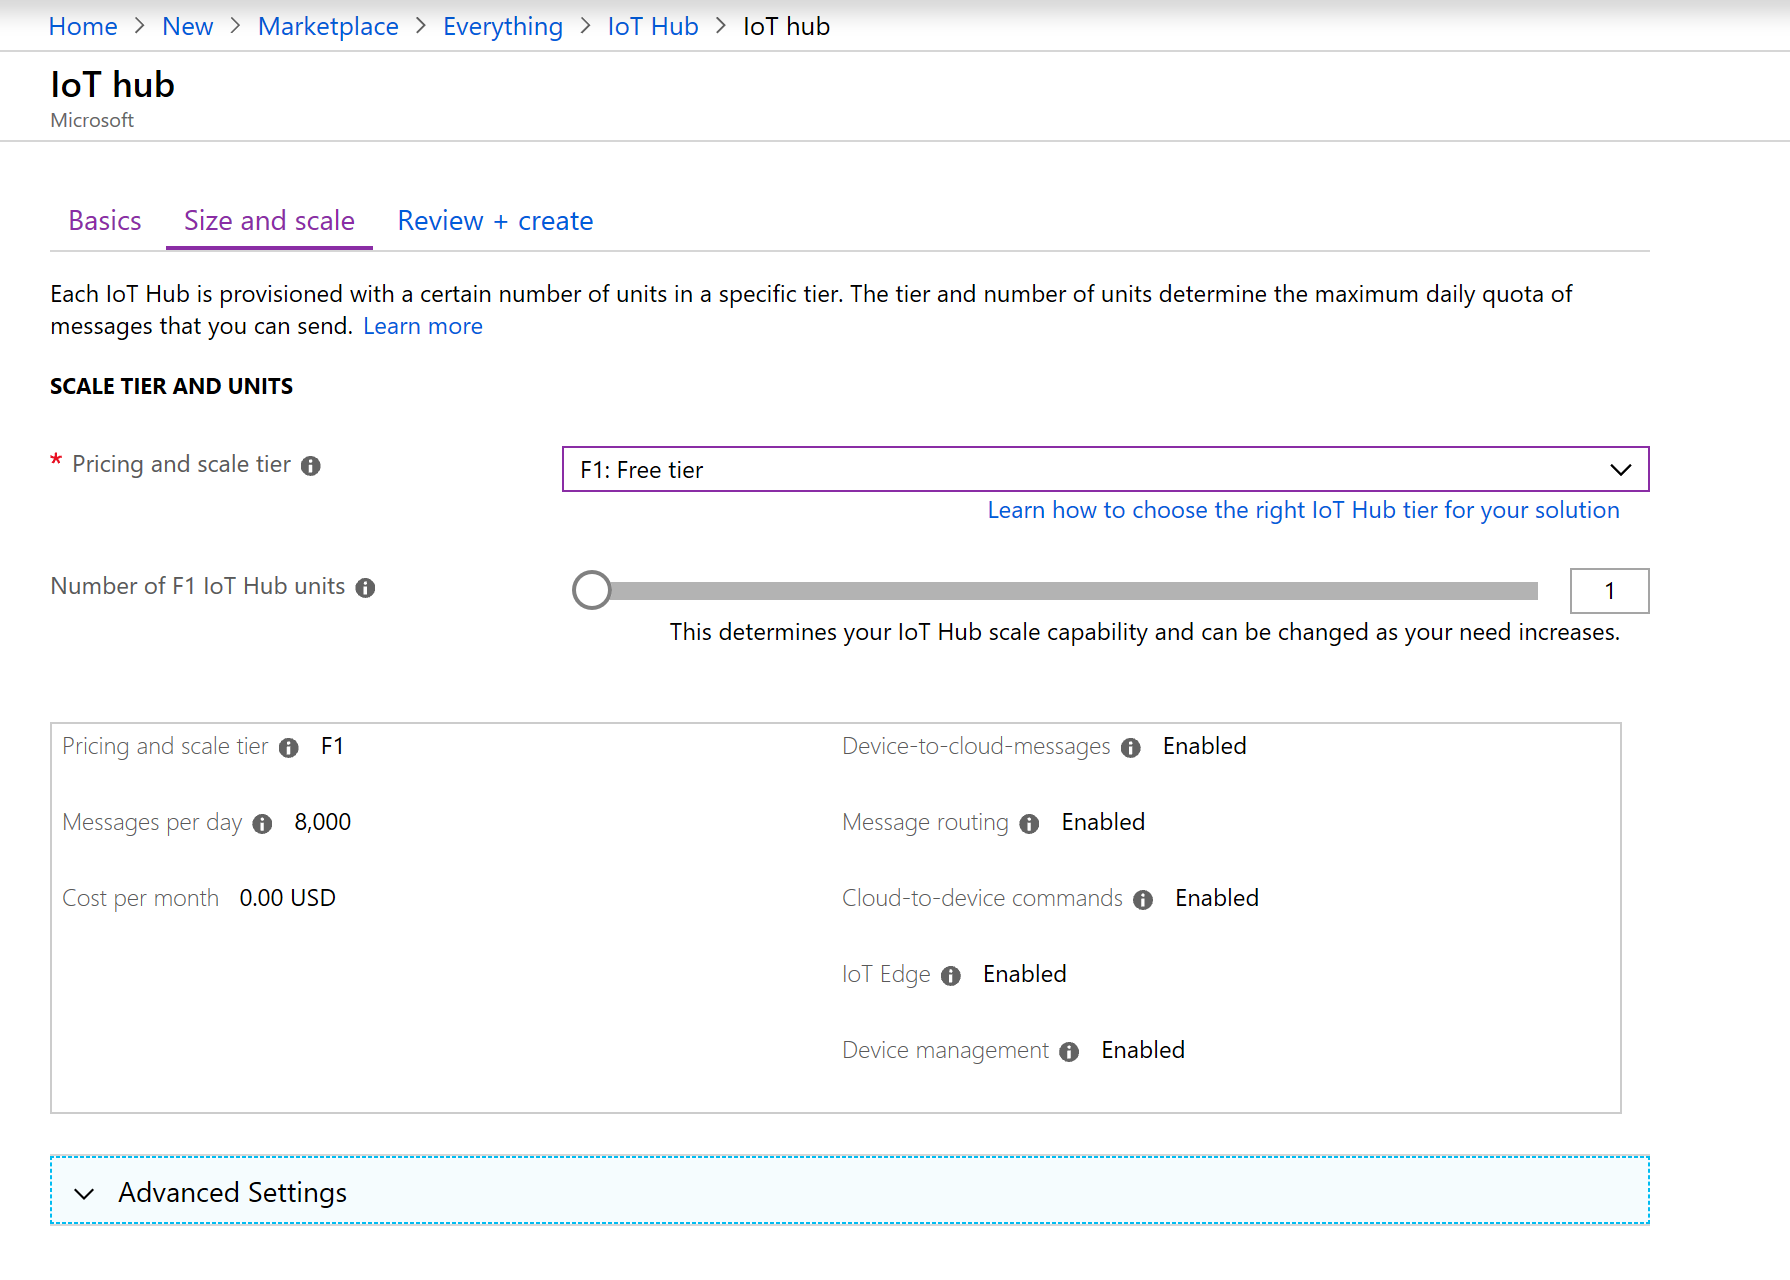 Home > New > Marketplace > Everything > IoT Hub > IoT hub
IoT hub
Microsoft
Basics Size and scale Review + create
Each IoT Hub is provisioned with a certain number of units in a specific tier. The tier and number of units determine the maximum daily quota of
messages that you can send. Learn more
SCALE TIER AND UNITS
* Pricing and scale tier F1: Free tier
Learn how to choose the right IoT Hub tier for your solution
Number of F1 IoT Hub units 1
This determines your IoT Hub scale capability and can be changed as your need increases.
Pricing and scale tier F1 Device-to-cloud-messages Enabled
Messages per day 8,000 Message routing Enabled
Cost per month 0.00 USD Cloud-to-device commands Enabled
IoT Edge Enabled
Device management Enabled
Advanced Settings